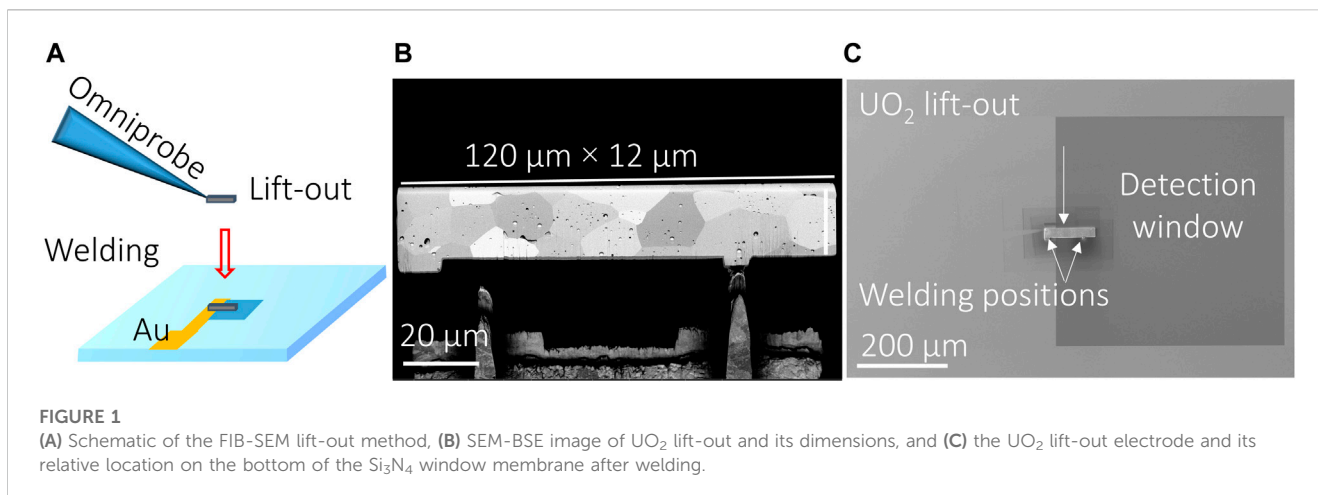 A
Omniprobe
Lift-out
Welding
Au
B
120 μm × 12 μm
20 μm
C
UO₂ lift-out
Detection
window
Welding positions
200 μm
FIGURE 1
(A) Schematic of the FIB-SEM lift-out method, (B) SEM-BSE image of UO₂ lift-out and its dimensions, and (C) the UO₂ lift-out electrode and its
relative location on the bottom of the Si₃N₄ window membrane after welding.